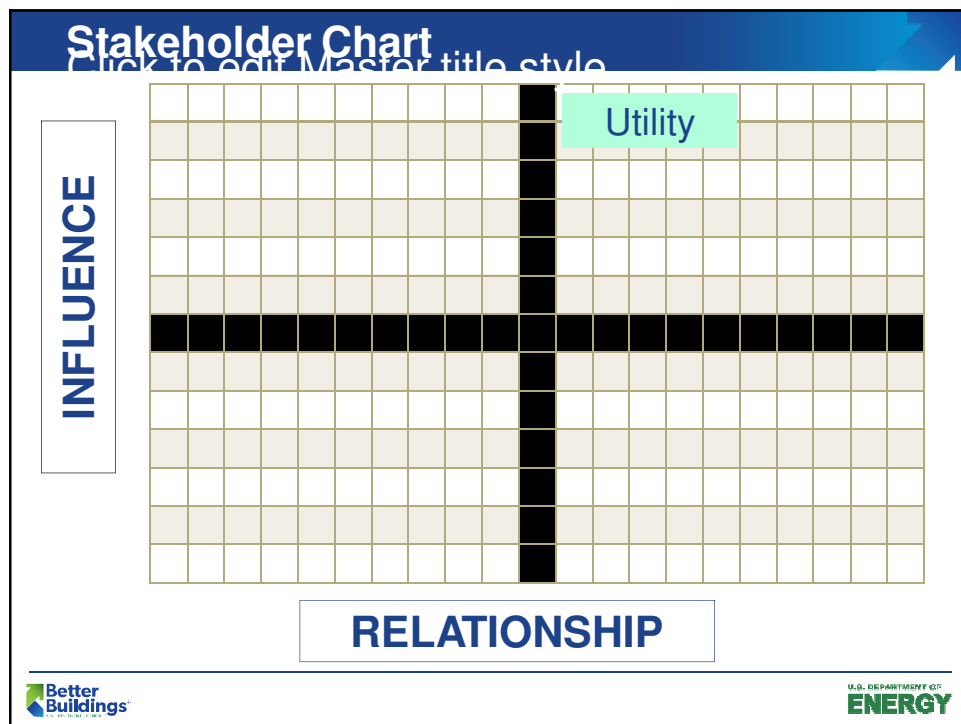 Stakeholder Chart
Click to edit Master title style
Utility
INFLUENCE
RELATIONSHIP
Better
Buildings
U.S. DEPARTMENT OF
ENERGY